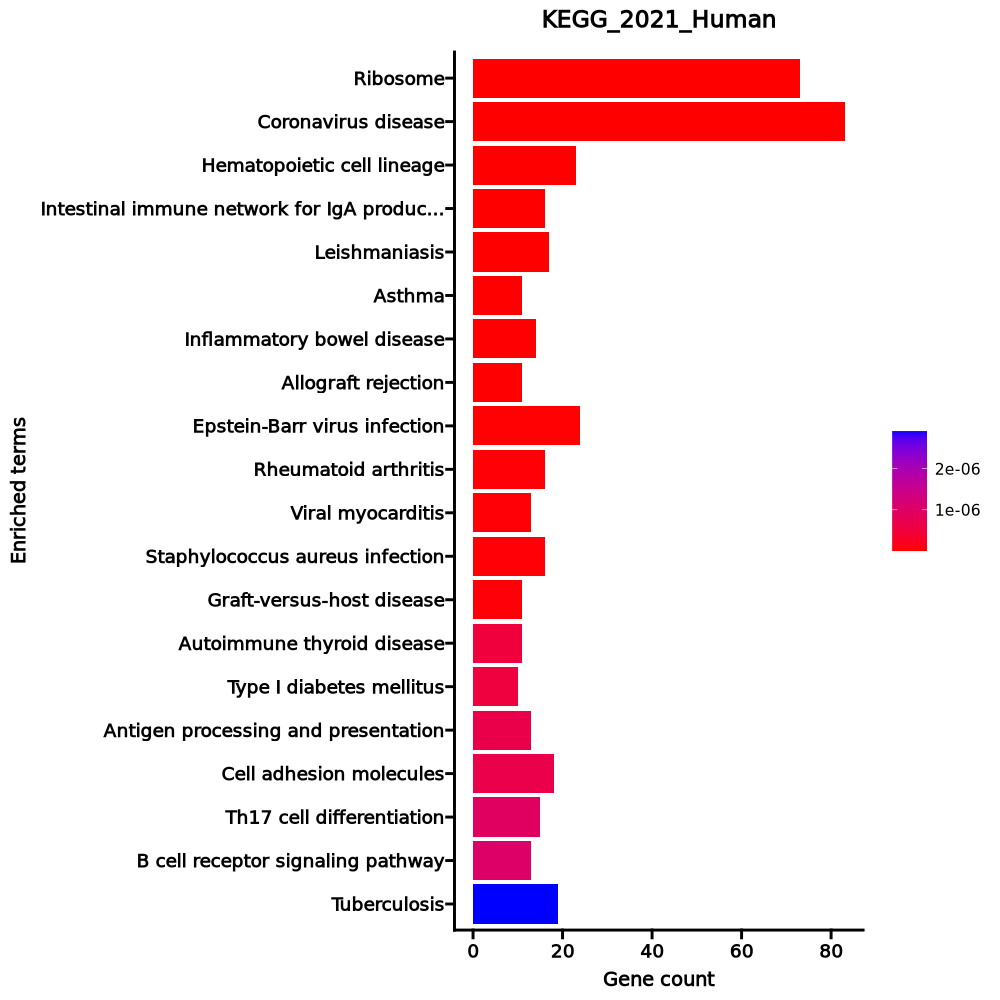 KEGG_2021_Human
Ribosome
Coronavirus disease
Hematopoietic cell lineage
Intestinal immune network for IgA produc...
Leishmaniasis
Asthma
Inflammatory bowel disease
Allograft rejection
Epstein-Barr virus infection
Rheumatoid arthritis
Viral myocarditis
Staphylococcus aureus infection
Graft-versus-host disease
Autoimmune thyroid disease
Type I diabetes mellitus
Antigen processing and presentation
Cell adhesion molecules
Th17 cell differentiation
B cell receptor signaling pathway
Tuberculosis
Enriched terms
0 20 40 60 80
Gene count
2e-06
1e-06